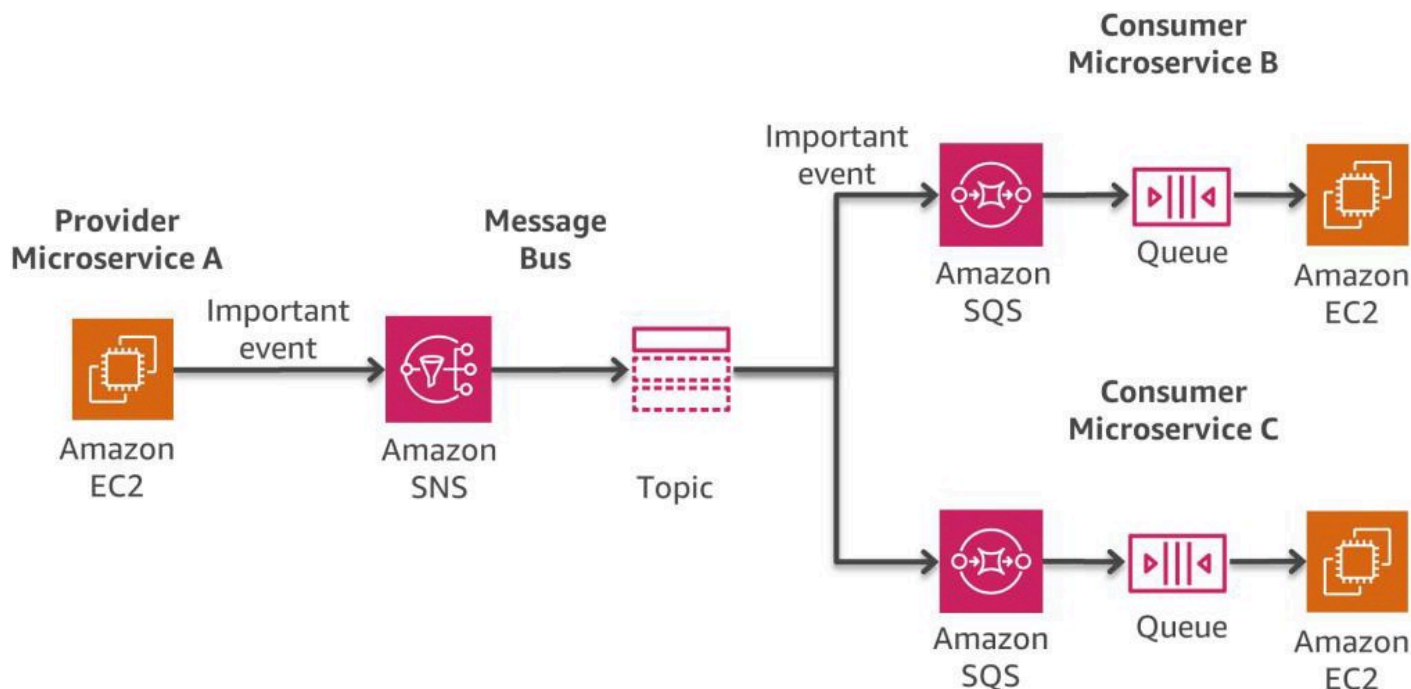 Consumer
Microservice B
Important
event
Provider
Microservice A
Message
Bus
Amazon
SQS
Queue
Amazon
EC2
Important
event
Amazon
EC2
Amazon
SNS
Topic
Consumer
Microservice C
Amazon
SQS
Queue
Amazon
EC2